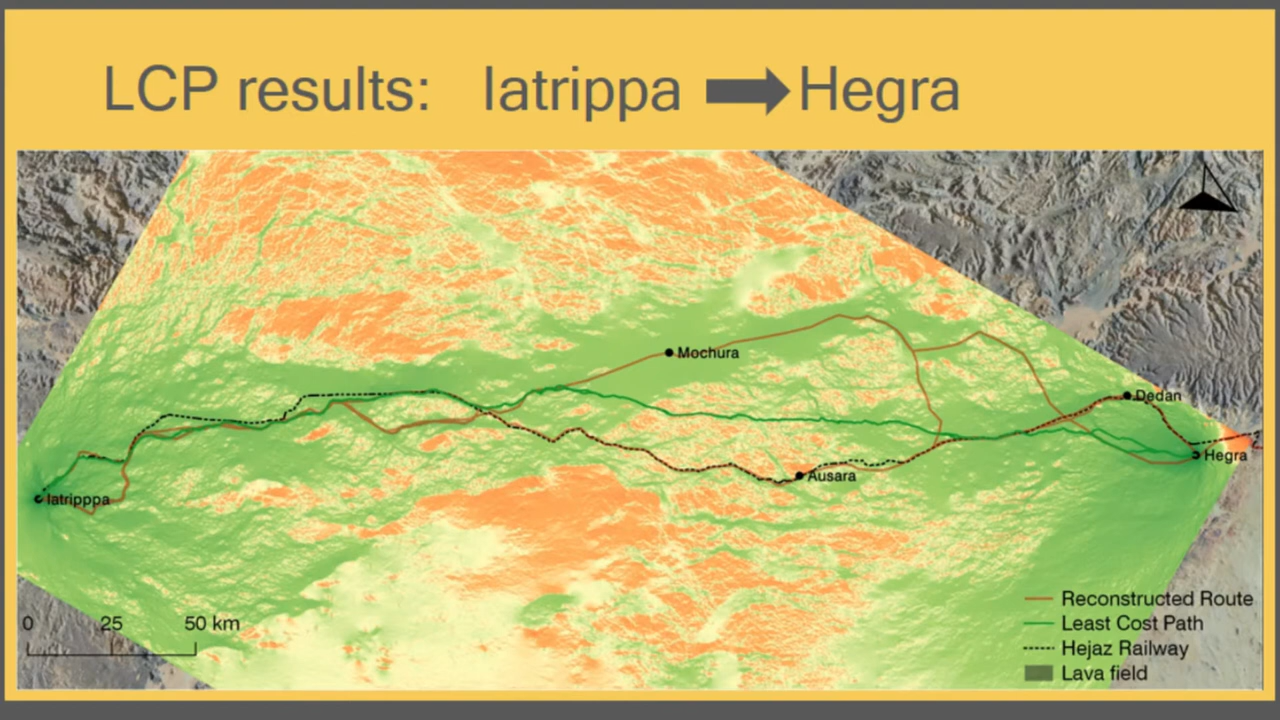 LCP results: Iatrippa ➡ Hegra
Mochura
Dedan
Hegra
Ausara
Iatripppa
0 25 50 km
Reconstructed Route
Least Cost Path
Hejaz Railway
Lava field